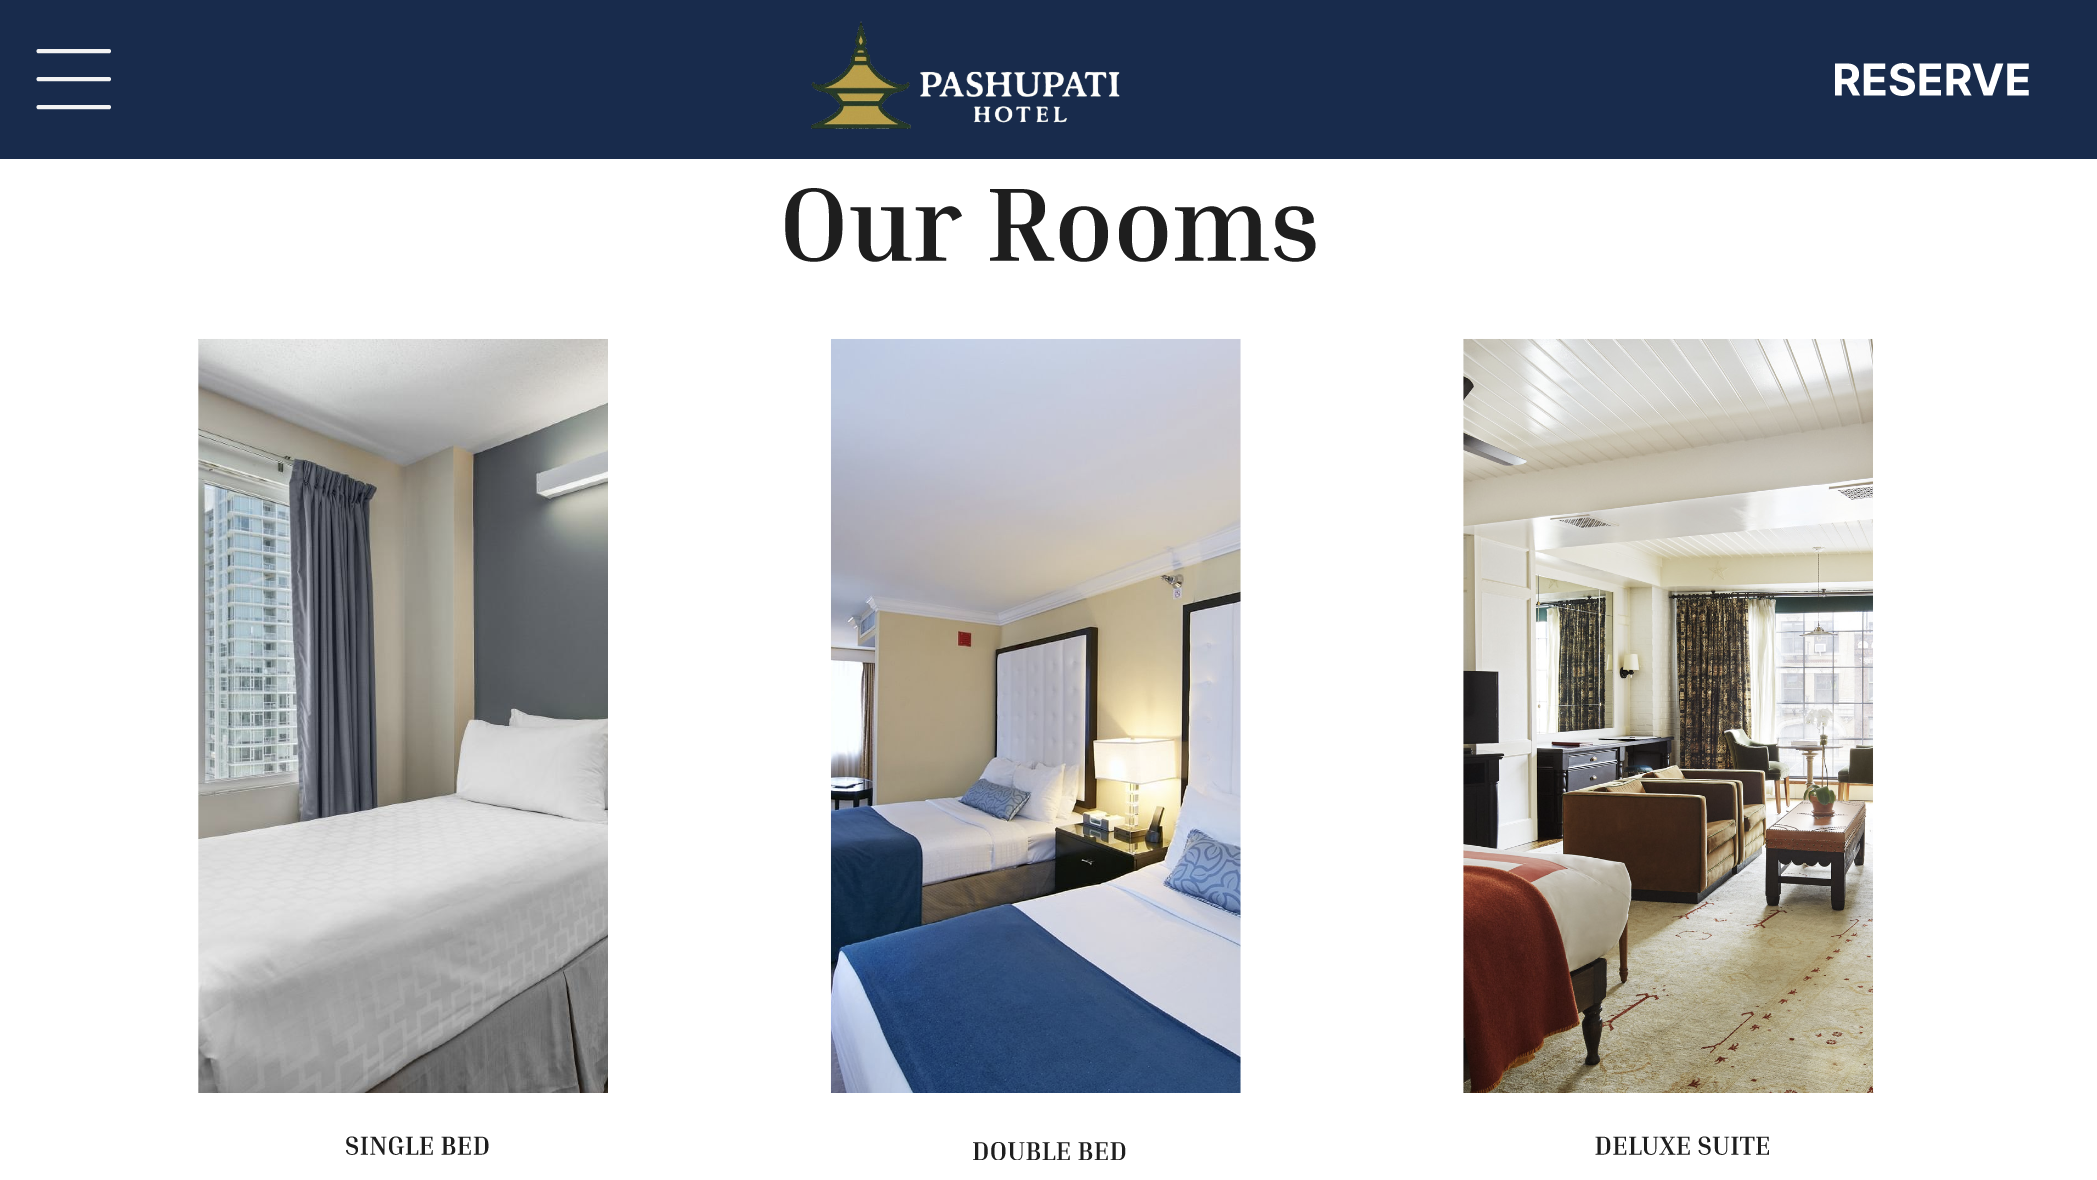 PASHUPATI
HOTEL
RESERVE
Our Rooms
SINGLE BED
DOUBLE BED
DELUXE SUITE